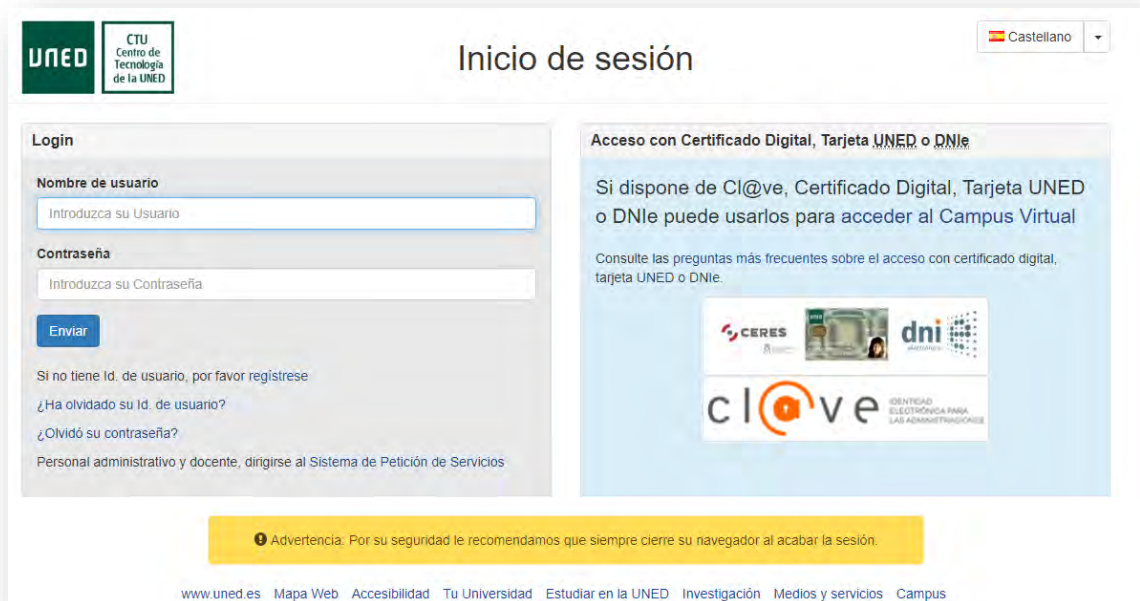 UNED
CTU
Centro de
Tecnología
de la UNED
Inicio de sesión
Castellano
Login
Nombre de usuario
Introduzca su Usuario
Contraseña
Introduzca su Contraseña
Enviar
Si no tiene Id. de usuario, por favor regístrese
¿Ha olvidado su Id. de usuario?
¿Olvidó su contraseña?
Personal administrativo y docente, dirigirse al Sistema de Petición de Servicios
Acceso con Certificado Digital, Tarjeta UNED o DNIe
Si dispone de Cl@ve, Certificado Digital, Tarjeta UNED
o DNIe puede usarlos para acceder al Campus Virtual
Consulte las preguntas más frecuentes sobre el acceso con certificado digital,
tarjeta UNED o DNIe.
CERES
dni
cl@ve
IDENTIDAD
ELECTRÓNICA PARA
LAS ADMINISTRACIONES
Advertencia: Por su seguridad le recomendamos que siempre cierre su navegador al acabar la sesión.
www.uned.es Mapa Web Accesibilidad Tu Universidad Estudiar en la UNED Investigación Medios y servicios Campus